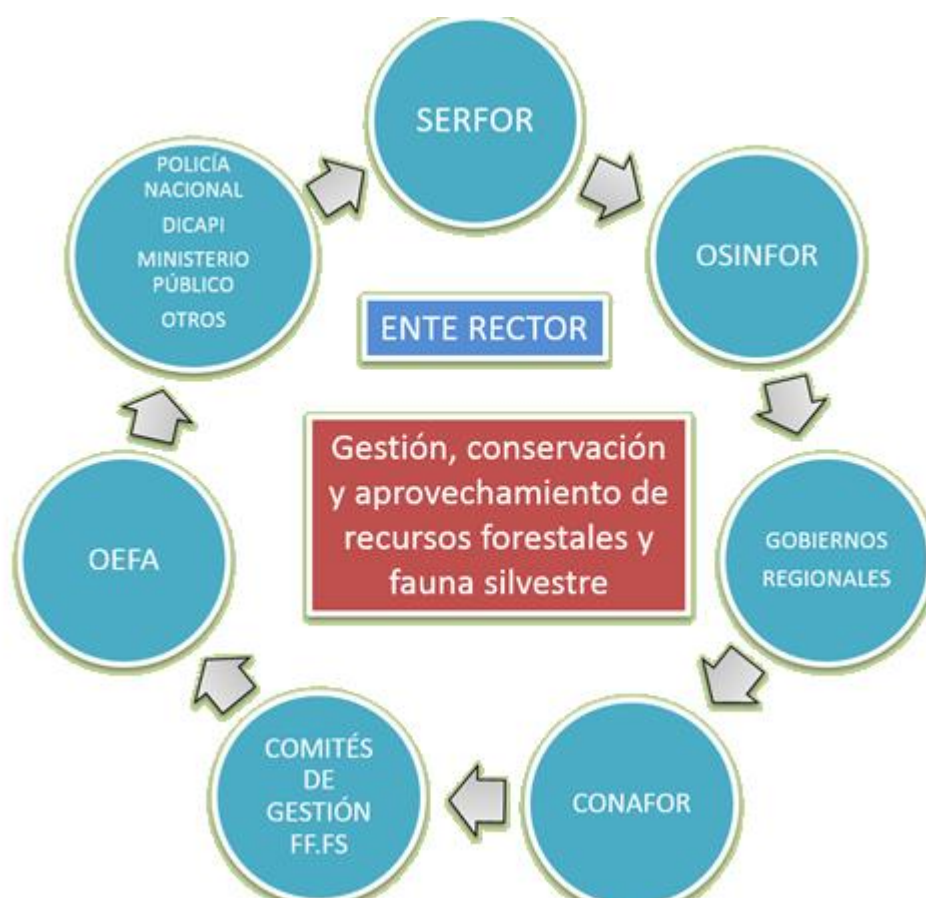 SERFOR
OSINFOR
GOBIERNOS
REGIONALES
CONAFOR
COMITÉS
DE
GESTIÓN
FF.FS
OEFA
POLICÍA
NACIONAL
DICAPI
MINISTERIO
PÚBLICO
OTROS
ENTE RECTOR
Gestión, conservación
y aprovechamiento de
recursos forestales y
fauna silvestre